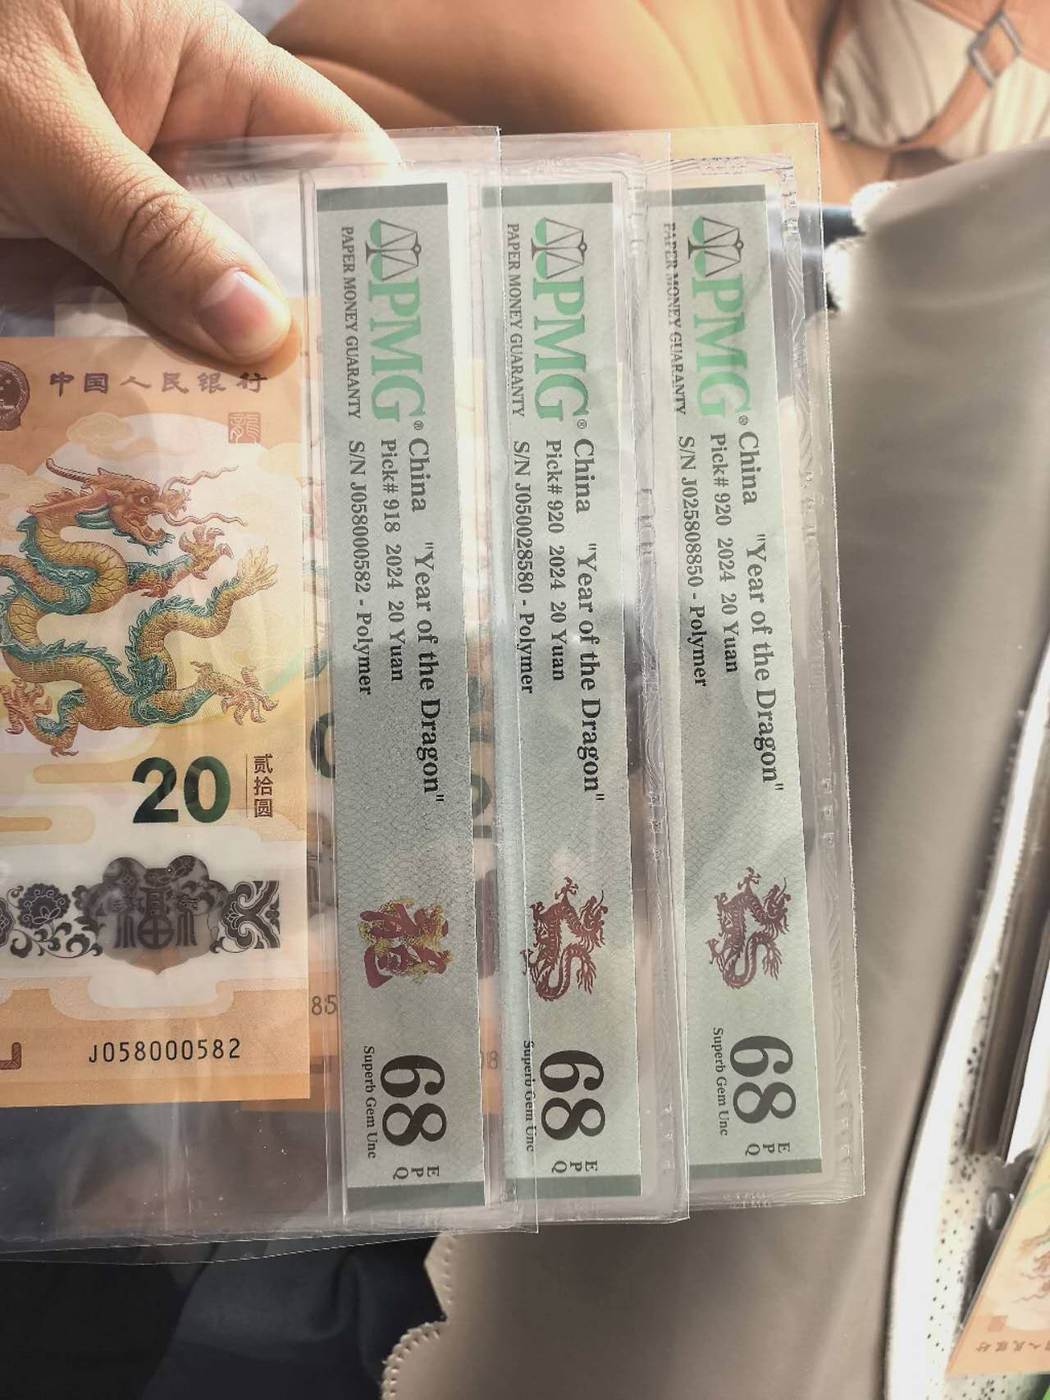 中国人民银行
20
贰拾圆
福
J058000582
PMG®
PAPER MONEY GUARANTY
China "Year of the Dragon"
Pick# 918 2024 20 Yuan
S/N J058000582 - Polymer
68
EPQ
Superb Gem Unc
85
PMG®
PAPER MONEY GUARANTY
China "Year of the Dragon"
Pick# 920 2024 20 Yuan
S/N J050028580 - Polymer
68
EPQ
Superb Gem Unc
PMG®
PAPER MONEY GUARANTY
China "Year of the Dragon"
Pick# 920 2024 20 Yuan
S/N J025808850 - Polymer
68
EPQ
Superb Gem Unc